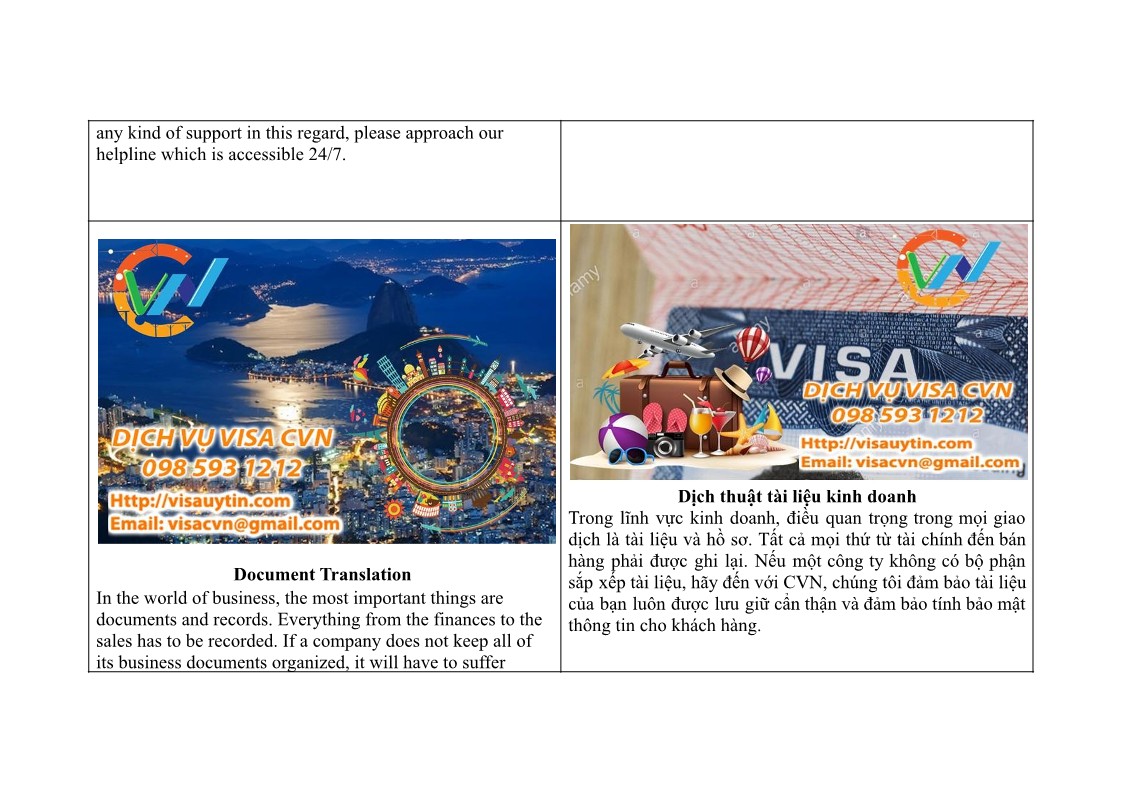 any kind of support in this regard, please approach our
helpline which is accessible 24/7.
CVN
DỊCH VỤ VISA CVN
098 593 1212
Http://visauytin.com
Email: visacvn@gmail.com
Document Translation
In the world of business, the most important things are
documents and records. Everything from the finances to the
sales has to be recorded. If a company does not keep all of
its business documents organized, it will have to suffer
CVN
VISA
DỊCH VỤ VISA CVN
098 593 1212
Http://visauytin.com
Email: visacvn@gmail.com
Dịch thuật tài liệu kinh doanh
Trong lĩnh vực kinh doanh, điều quan trọng trong mọi giao
dịch là tài liệu và hồ sơ. Tất cả mọi thứ từ tài chính đến bán
hàng phải được ghi lại. Nếu một công ty không có bộ phận
sắp xếp tài liệu, hãy đến với CVN, chúng tôi đảm bảo tài liệu
của bạn luôn được lưu giữ cẩn thận và đảm bảo tính bảo mật
thông tin cho khách hàng.